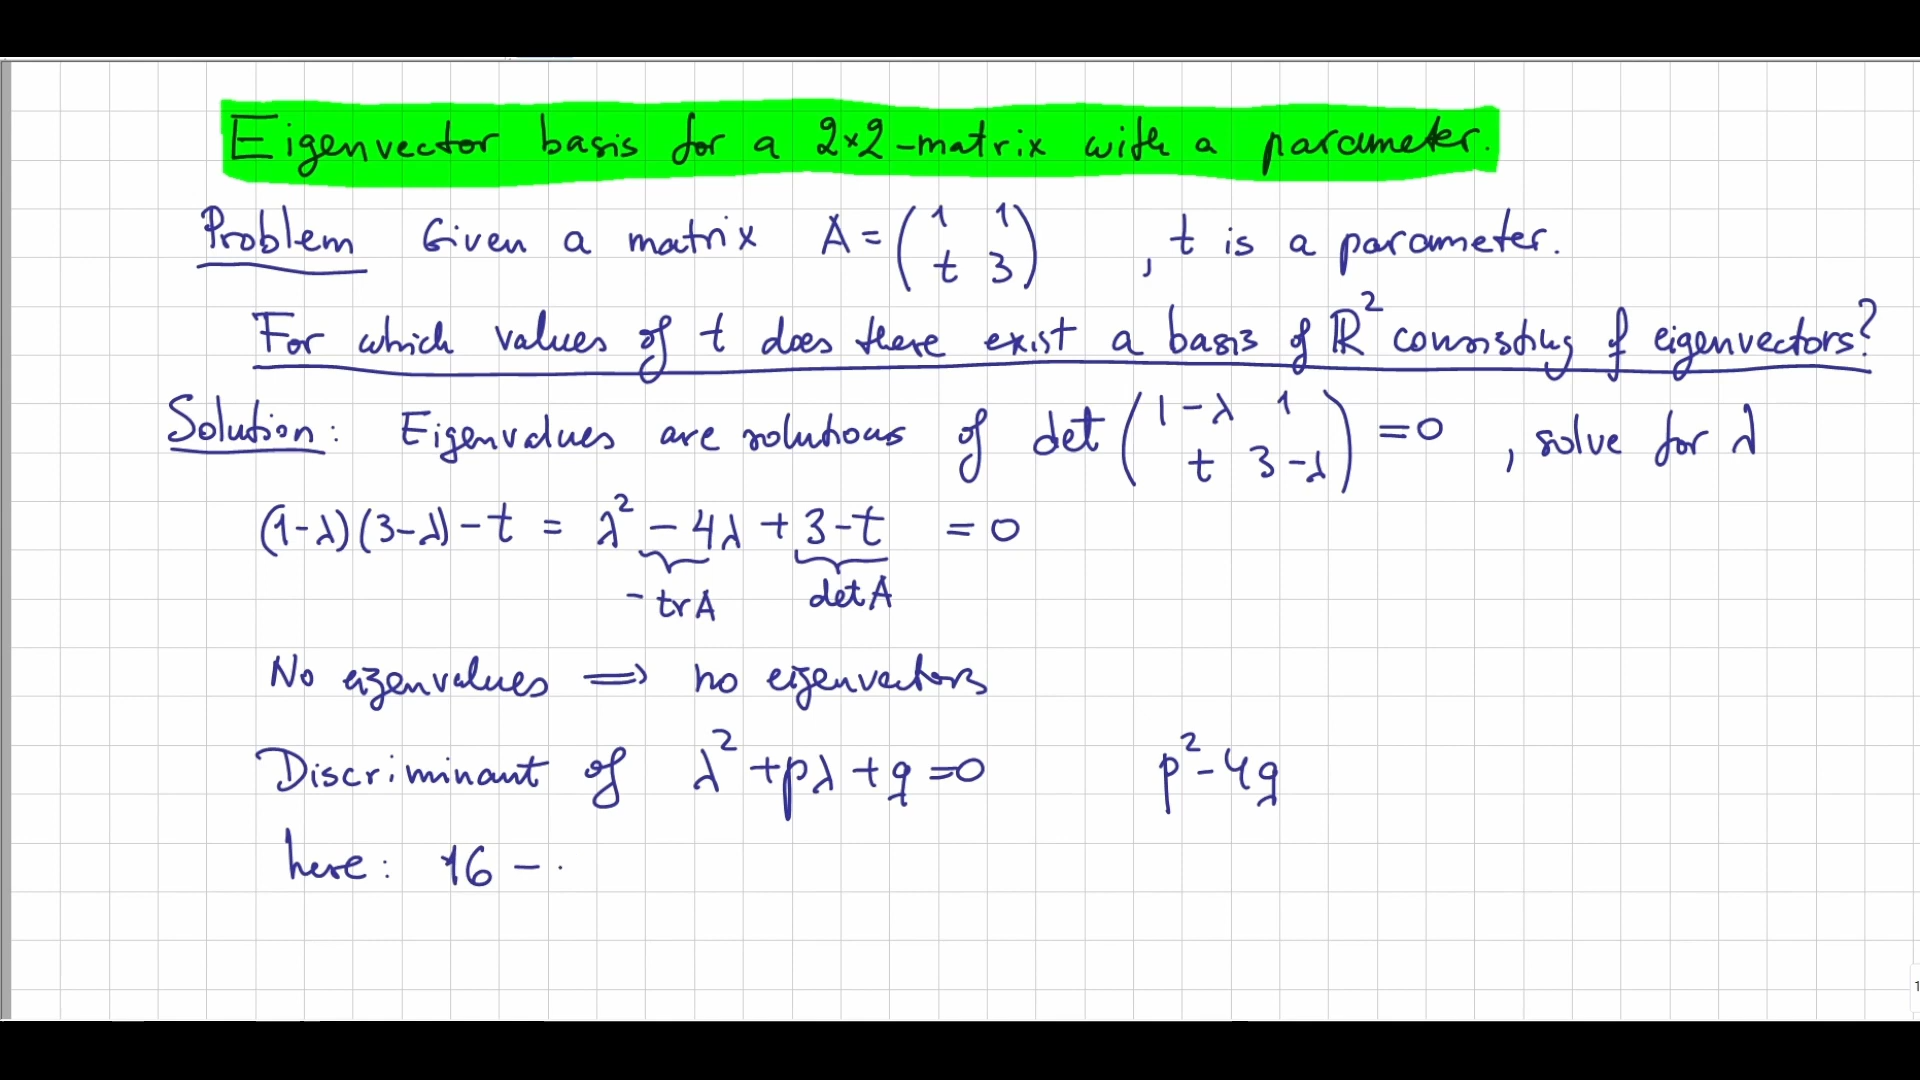 Eigenvector basis for a 2×2-matrix with a parameter.
Problem Given a matrix A = (1 1; t 3) , t is a parameter.
For which values of t does there exist a basis of ℝ² consisting of eigenvectors?
Solution: Eigenvalues are solutions of det (1-λ 1; t 3-λ) = 0 , solve for λ
(1-λ)(3-λ)-t = λ² - 4λ + 3-t = 0
- trA detA
No eigenvalues ⟹ no eigenvectors
Discriminant of λ² + pλ + q = 0 p² - 4q
here: 16 - ·
1